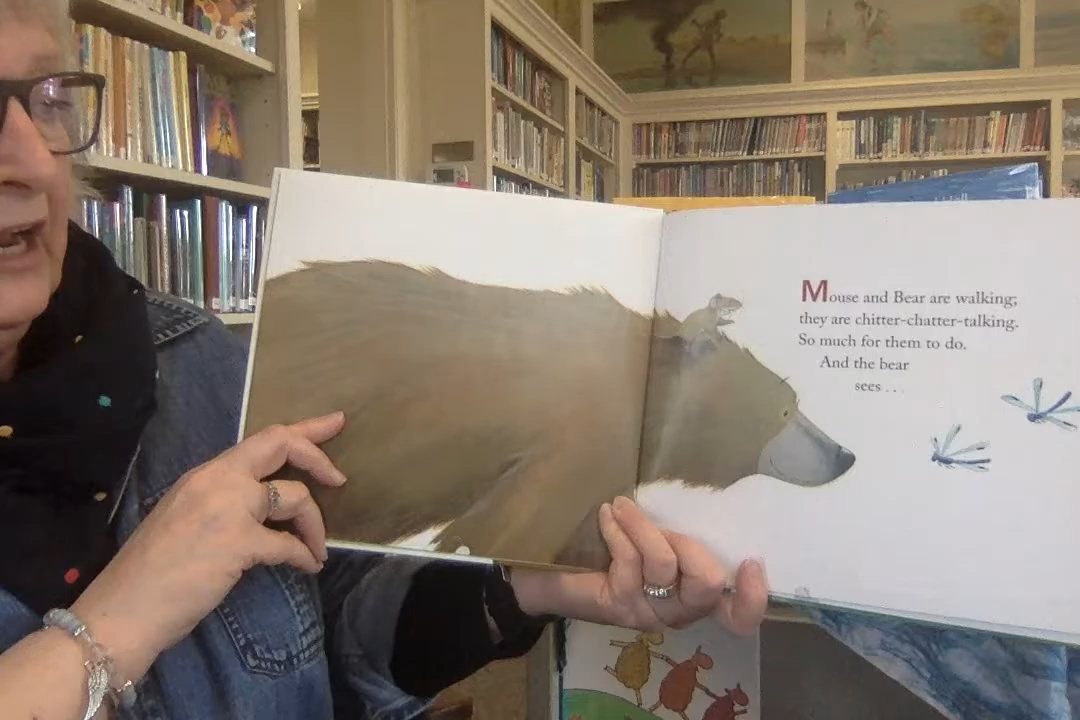 Mouse and Bear are walking;
they are chitter-chatter-talking.
So much for them to do.
And the bear
sees . . .